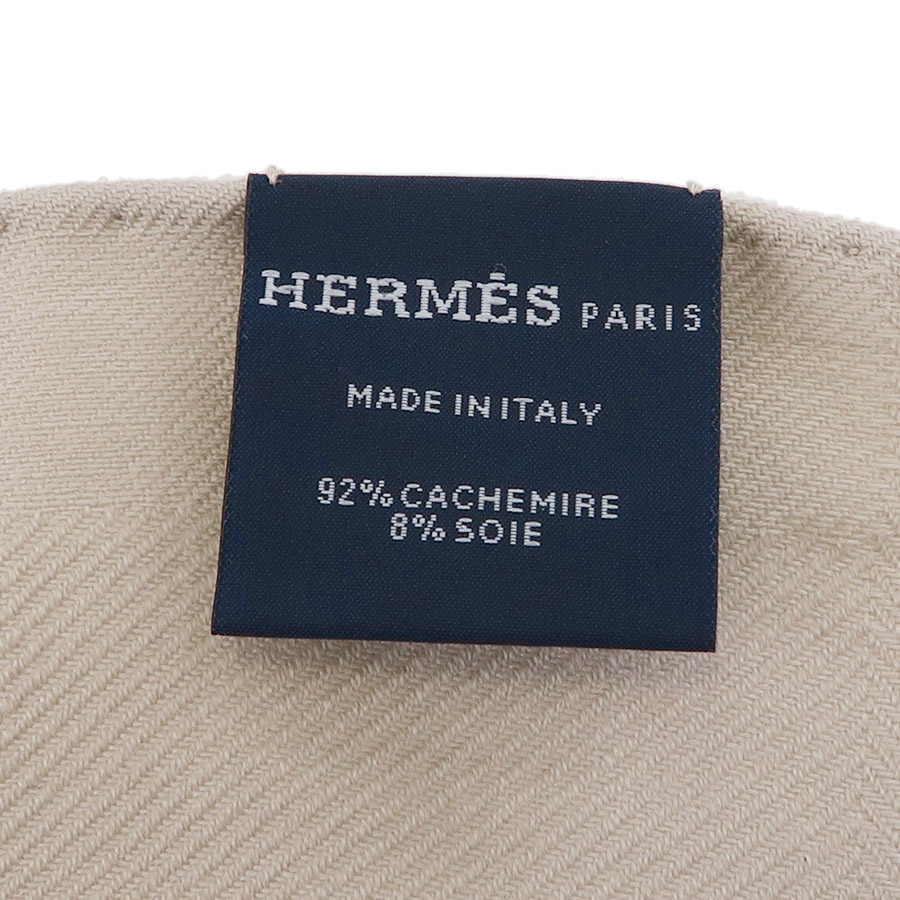 HERMÈS PARIS
MADE IN ITALY
92% CACHEMIRE
8% SOIE